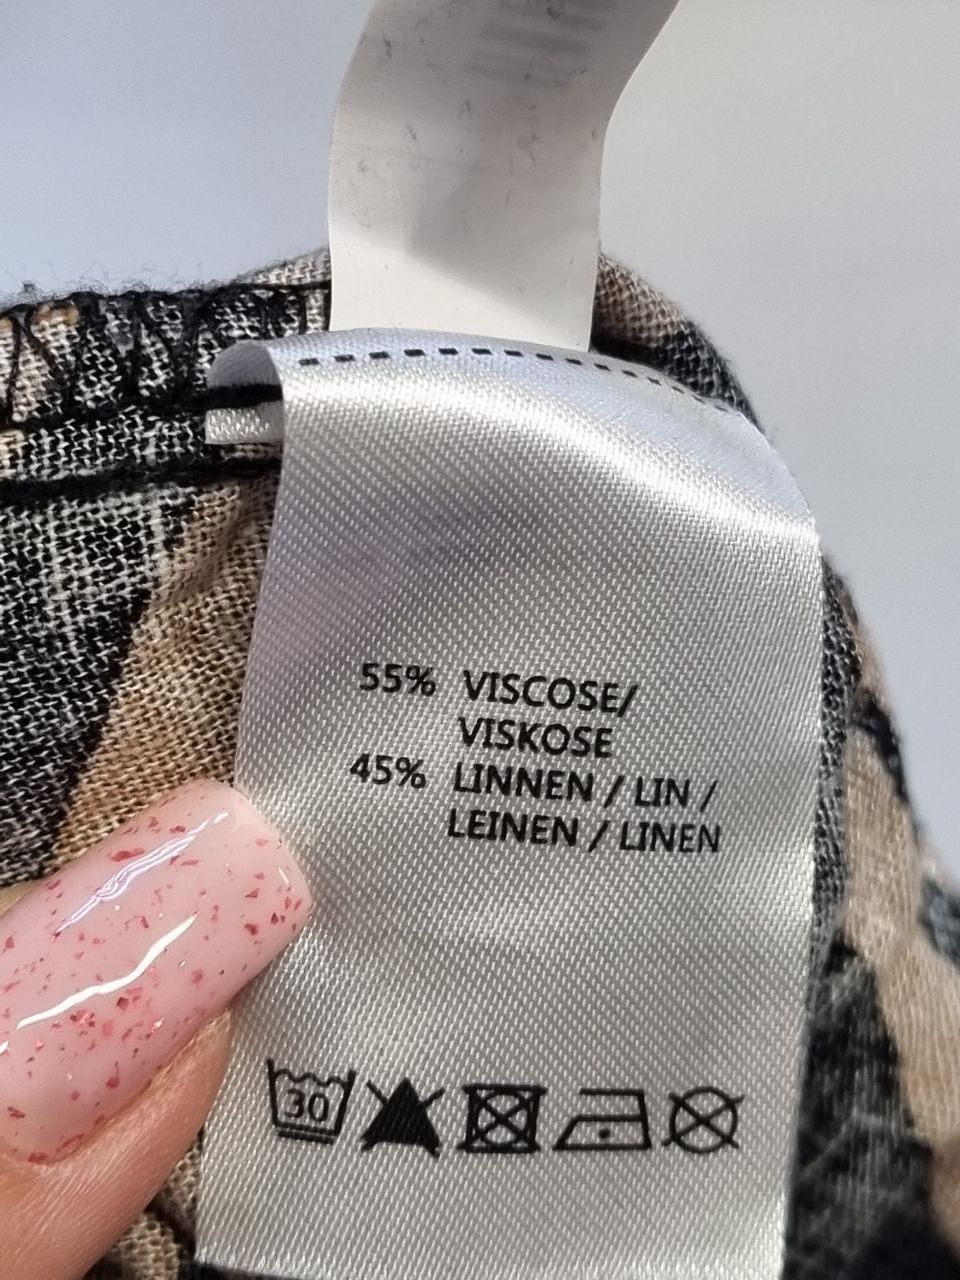 55% VISCOSE/
VISKOSE
45% LINNEN / LIN /
LEINEN / LINEN
30